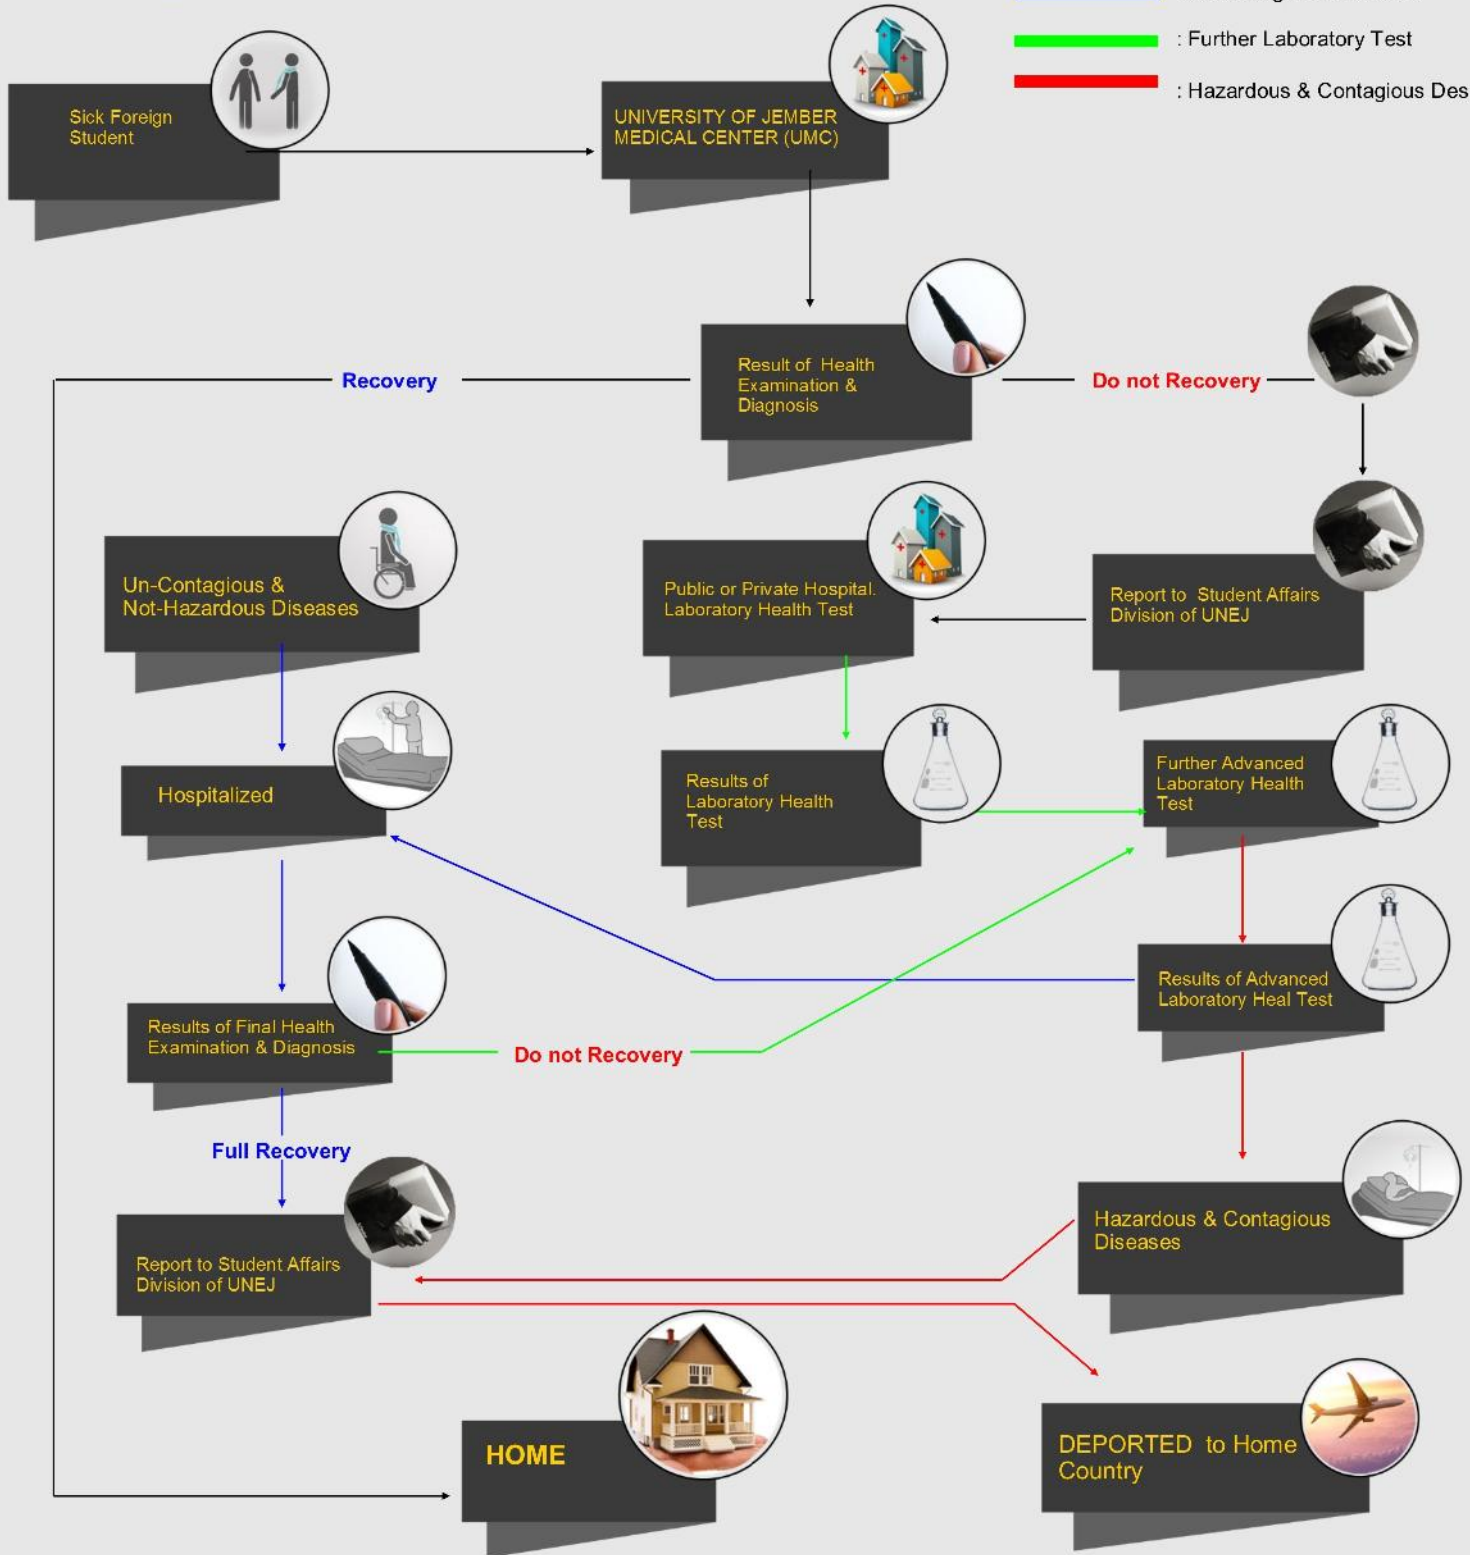 : Further Laboratory Test
: Hazardous & Contagious Des
Sick Foreign
Student
UNIVERSITY OF JEMBER
MEDICAL CENTER (UMC)
Result of Health
Examination &
Diagnosis
Recovery
Do not Recovery
Un-Contagious &
Not-Hazardous Diseases
Public or Private Hospital.
Laboratory Health Test
Report to Student Affairs
Division of UNEJ
Hospitalized
Results of
Laboratory Health
Test
Further Advanced
Laboratory Health
Test
Results of Advanced
Laboratory Heal Test
Results of Final Health
Examination & Diagnosis
Do not Recovery
Full Recovery
Report to Student Affairs
Division of UNEJ
Hazardous & Contagious
Diseases
HOME
DEPORTED to Home
Country